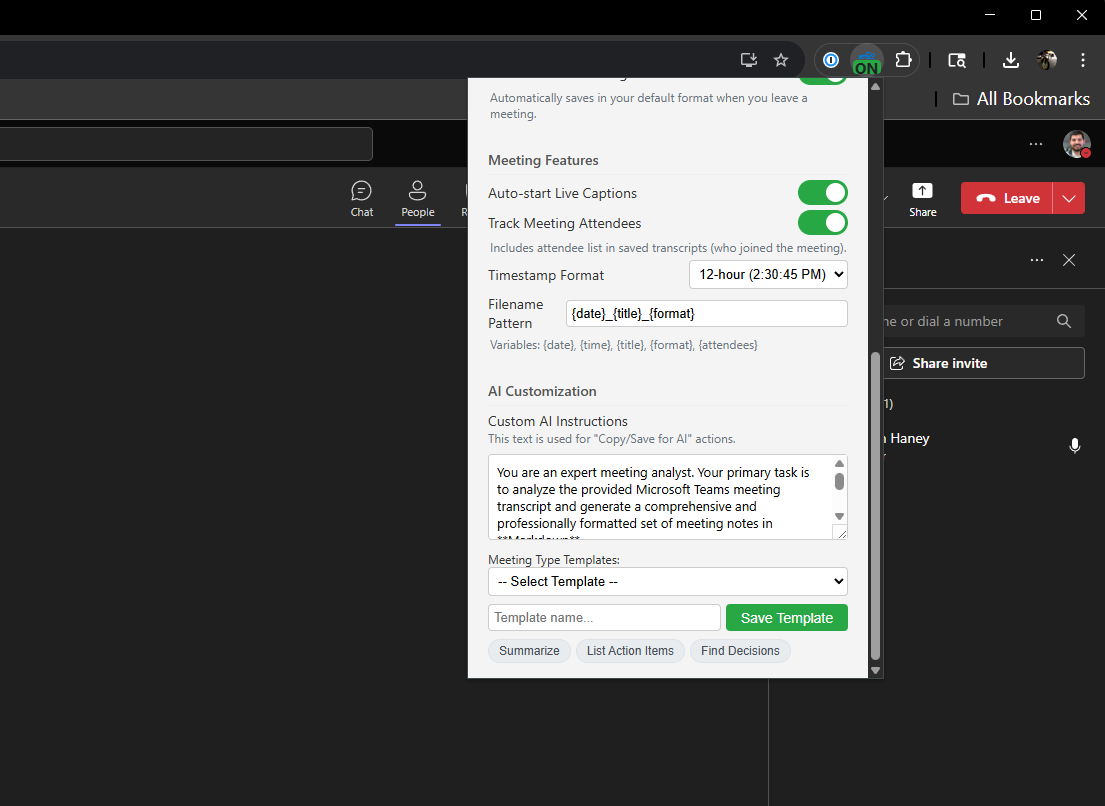 ON
All Bookmarks
Automatically saves in your default format when you leave a
meeting.
Meeting Features
Auto-start Live Captions
Track Meeting Attendees
Includes attendee list in saved transcripts (who joined the meeting).
Timestamp Format
12-hour (2:30:45 PM)
Filename
Pattern
{date}_{title}_{format}
Variables: {date}, {time}, {title}, {format}, {attendees}
AI Customization
Custom AI Instructions
This text is used for "Copy/Save for AI" actions.
You are an expert meeting analyst. Your primary task is
to analyze the provided Microsoft Teams meeting
transcript and generate a comprehensive and
professionally formatted set of meeting notes in
**Markdown**
Meeting Type Templates:
-- Select Template --
Template name...
Save Template
Summarize
List Action Items
Find Decisions
Chat
People
Share
Leave
or dial a number
Share invite
1)
Haney